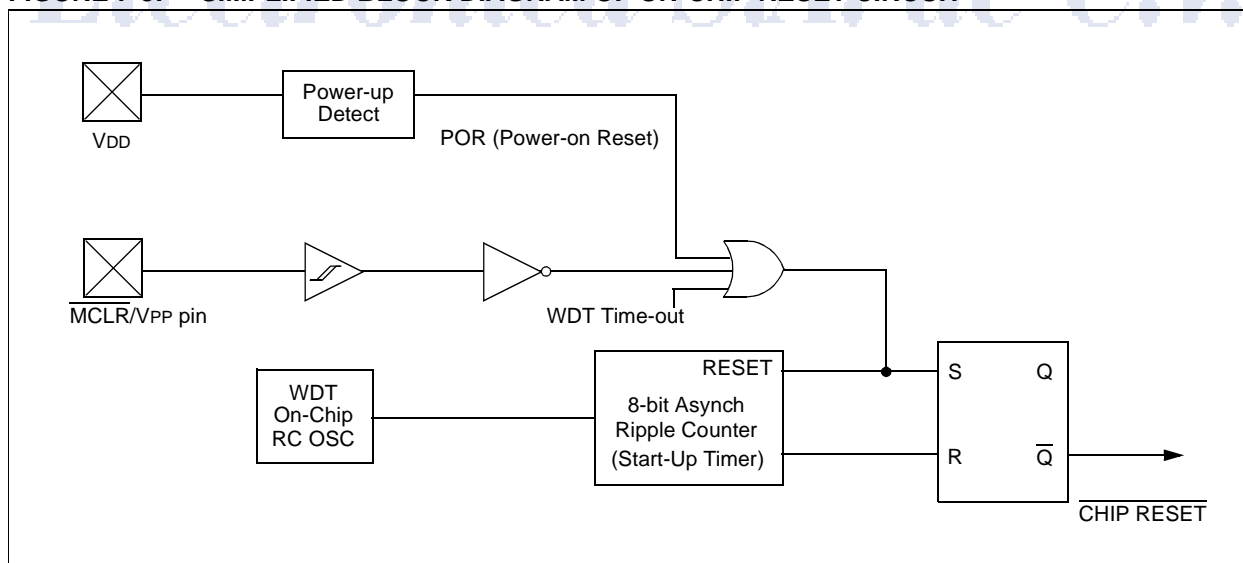 Power-up
Detect
VDD
POR (Power-on Reset)
MCLR/VPP pin
WDT Time-out
WDT
On-Chip
RC OSC
RESET
8-bit Asynch
Ripple Counter
(Start-Up Timer)
S Q
R Q
CHIP RESET